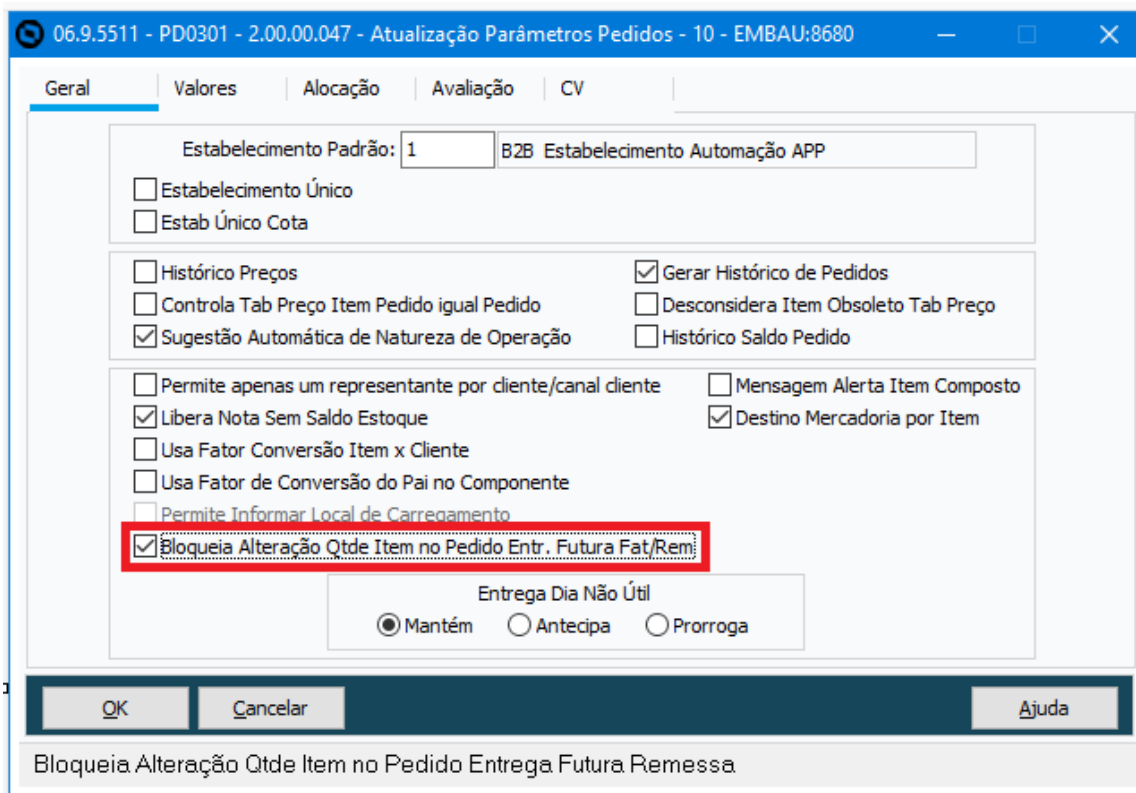 06.9.5511 - PD0301 - 2.00.00.047 - Atualização Parâmetros Pedidos - 10 - EMBAU:8680
Geral Valores Alocação Avaliação CV
Estabelecimento Padrão: 1 B2B Estabelecimento Automação APP
Estabelecimento Único
Estab Único Cota
Histórico Preços Gerar Histórico de Pedidos
Controla Tab Preço Item Pedido igual Pedido Desconsidera Item Obsoleto Tab Preço
Sugestão Automática de Natureza de Operação Histórico Saldo Pedido
Permite apenas um representante por cliente/canal cliente Mensagem Alerta Item Composto
Libera Nota Sem Saldo Estoque Destino Mercadoria por Item
Usa Fator Conversão Item x Cliente
Usa Fator de Conversão do Pai no Componente
Permite Informar Local de Carregamento
Bloqueia Alteração Qtde Item no Pedido Entr. Futura Fat/Rem
Entrega Dia Não Útil
Mantém Antecipa Prorroga
OK Cancelar Ajuda
Bloqueia Alteração Qtde Item no Pedido Entrega Futura Remessa